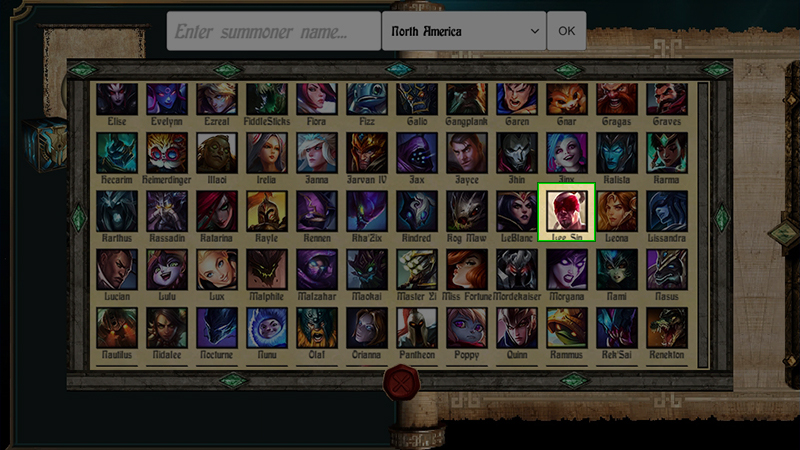 Enter summoner name...
North America
OK
Elise Evelynn Ezreal FiddleSticks Fiora Fizz Galio Gangplank Garen Gnar Gragas Graves
Hecarim Heimerdinger Illaoi Irelia Janna Jarvan IV Jax Jayce Jhin Jinx Kalista Karma
Karthus Kassadin Katarina Kayle Kennen Kha'Zix Kindred Kog Maw LeBlanc Lee Sin Leona Lissandra
Lucian Lulu Lux Malphite Malzahar Maokai Master Yi Miss Fortune Mordekaiser Morgana Nami Nasus
Nautilus Nidalee Nocturne Nunu Olaf Orianna Pantheon Poppy Quinn Rammus Rek'Sai Renekton